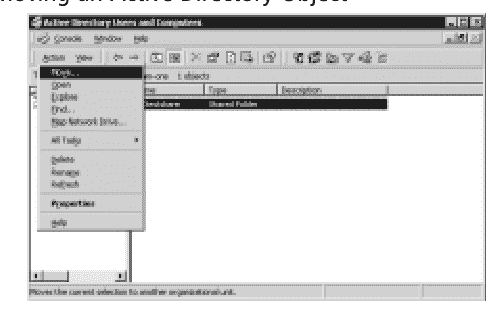 Moving an Active Directory Object
Active Directory Users and Computers
Console Window Help
Action View
Move...
Open
Explore
Find...
Map Network Drive...
All Tasks
Delete
Rename
Refresh
Properties
Help
1 objects
Type Description
Shared Folder
Moves the current selection to another organizational unit.